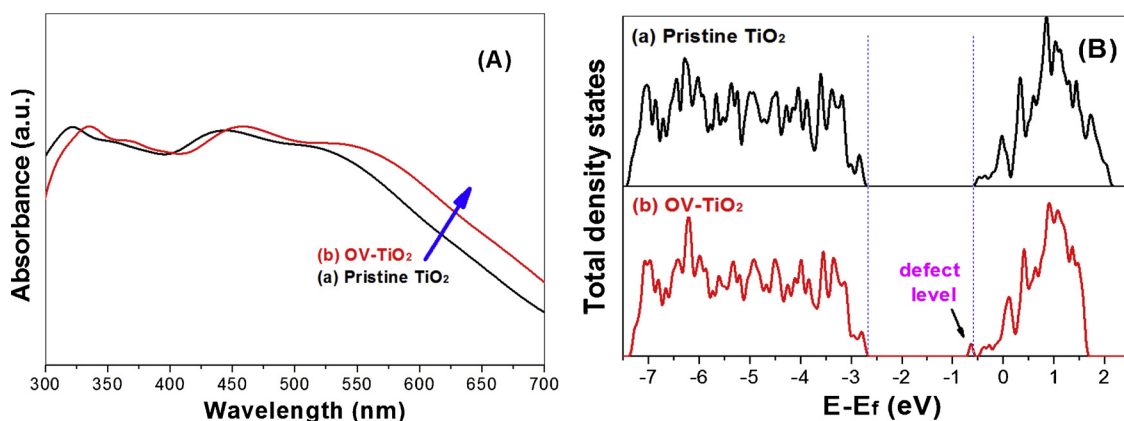 (A)
Absorbance (a.u.)
(b) OV-TiO₂
(a) Pristine TiO₂
300 350 400 450 500 550 600 650 700
Wavelength (nm)
(a) Pristine TiO₂
(B)
Total density states
(b) OV-TiO₂
defect
level
-7 -6 -5 -4 -3 -2 -1 0 1 2
E-Ef (eV)